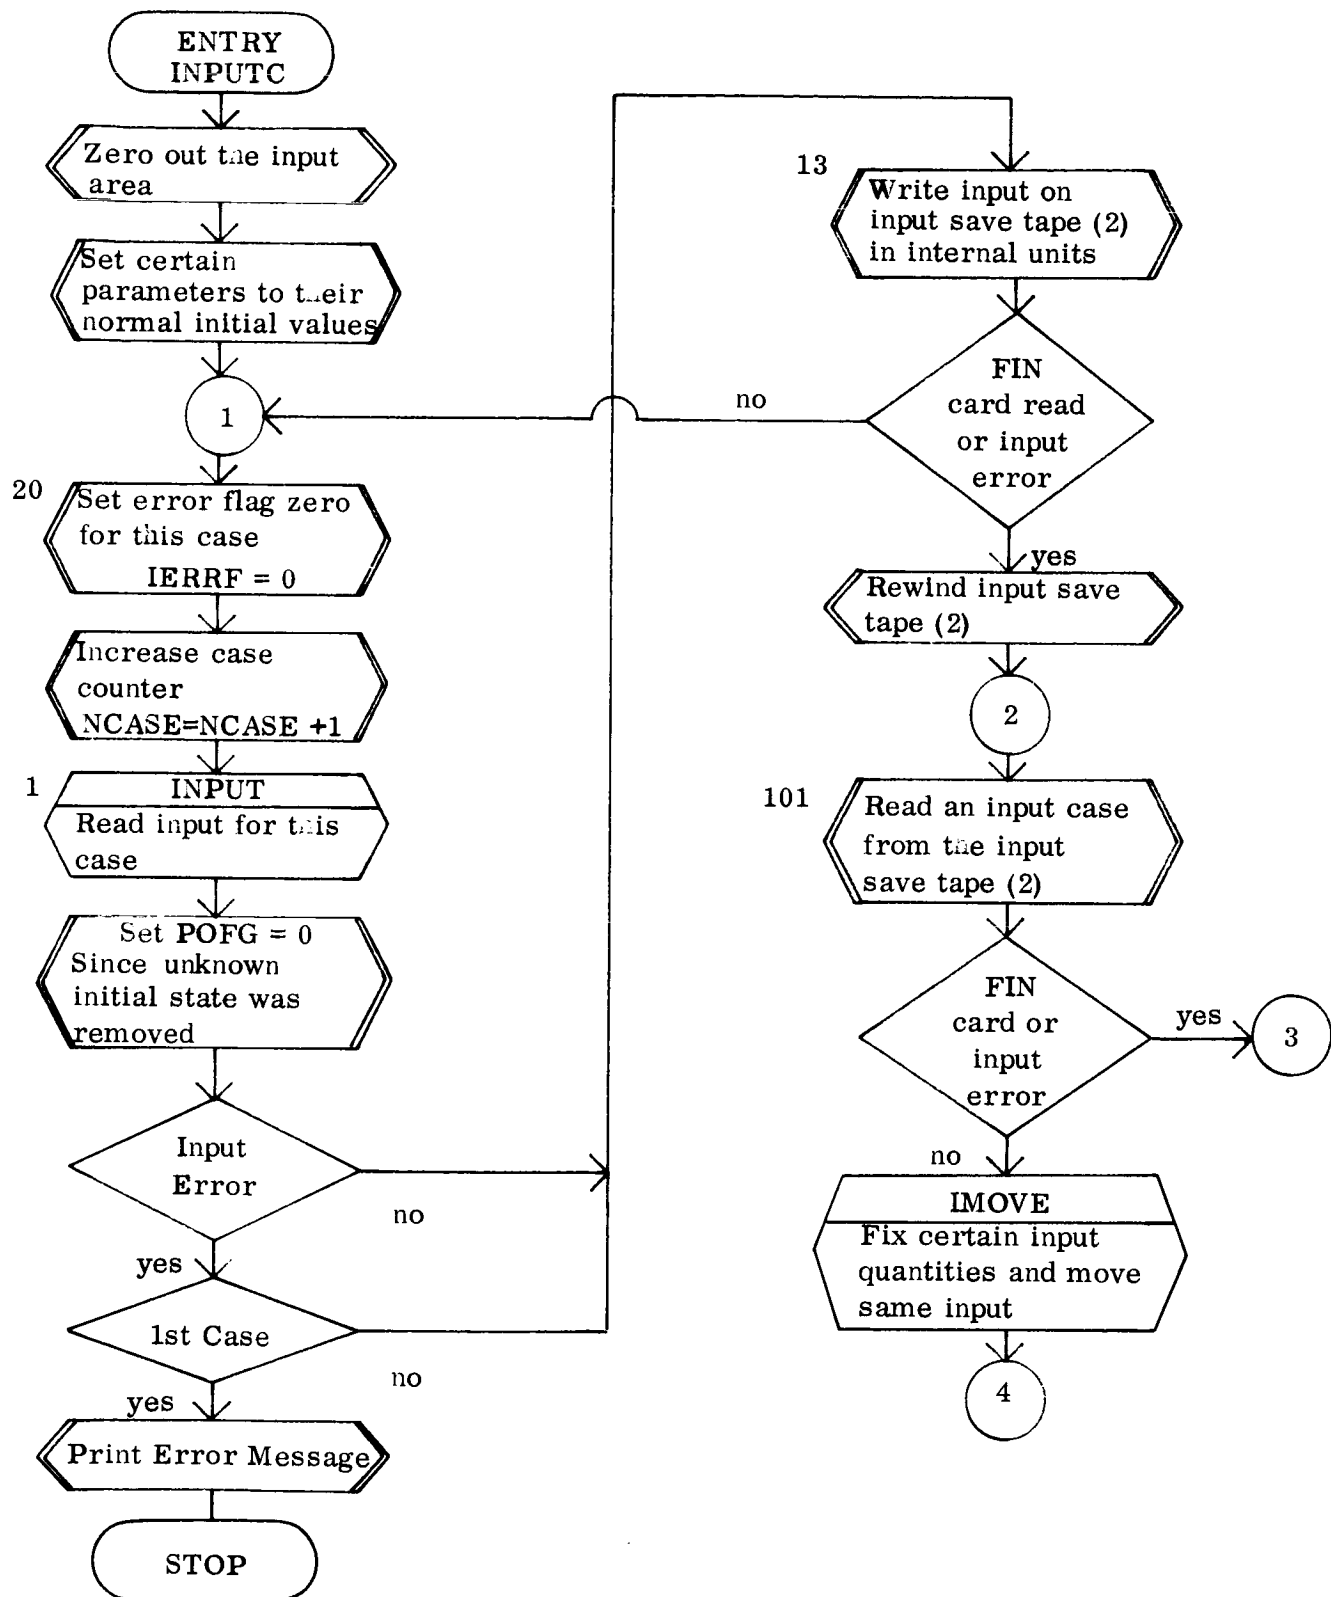 ENTRY
INPUTC
Zero out the input
area
Set certain
parameters to their
normal initial values
1
20
Set error flag zero
for this case
IERRF = 0
Increase case
counter
NCASE=NCASE +1
1
INPUT
Read input for this
case
Set POFG = 0
Since unknown
initial state was
removed
Input
Error
no
yes
1st Case
no
yes
Print Error Message
STOP
13
Write input on
input save tape (2)
in internal units
FIN
card read
or input
error
no
yes
Rewind input save
tape (2)
2
101
Read an input case
from the input
save tape (2)
FIN
card or
input
error
yes
3
no
IMOVE
Fix certain input
quantities and move
same input
4